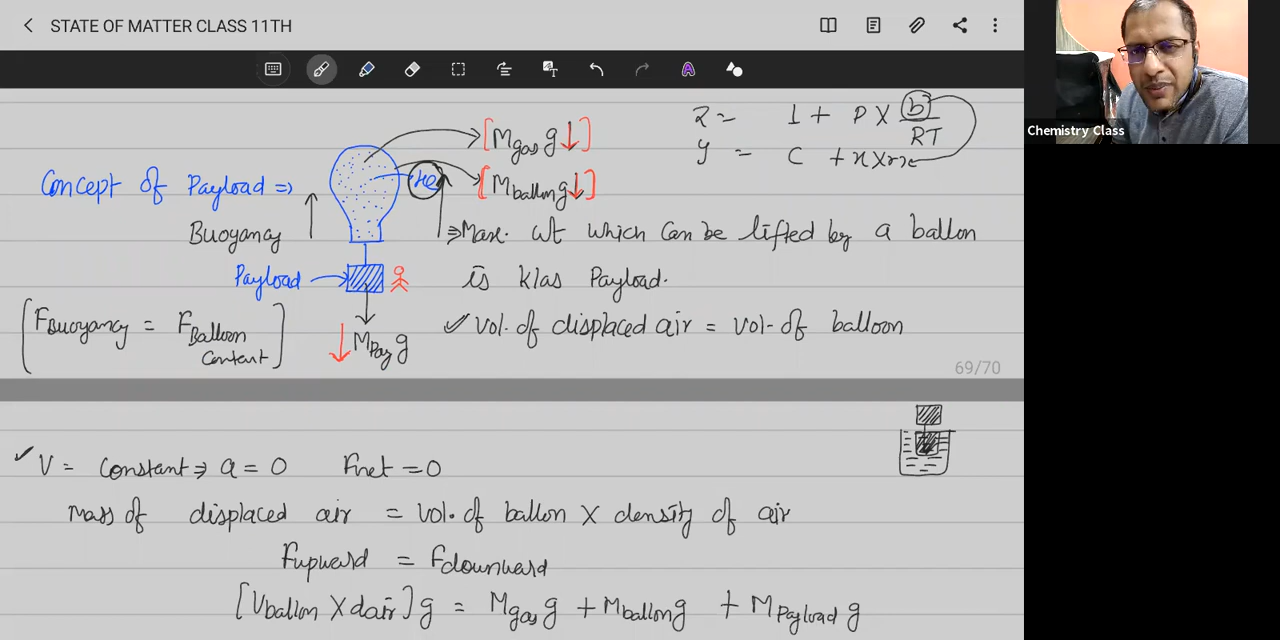 STATE OF MATTER CLASS 11TH
Chemistry Class
Z = 1 + P X b/RT
y = c + m x x
[Mgas g↓]
[Mballon g↓]
He
Concept of Payload =>
Buoyancy
Payload
Max. wt which can be lifted by a ballon
is k/as Payload.
[FBuoyancy = FBalloon Content]
MPay g
✓ Vol. of displaced air = Vol. of balloon
69/70
✓ V = Constant => a = 0 Fnet = 0
Mass of displaced air = Vol. of ballon X density of air
Fupward = Fdownward
[Vballon X dair] g = Mgas g + Mballon g + MPayload g